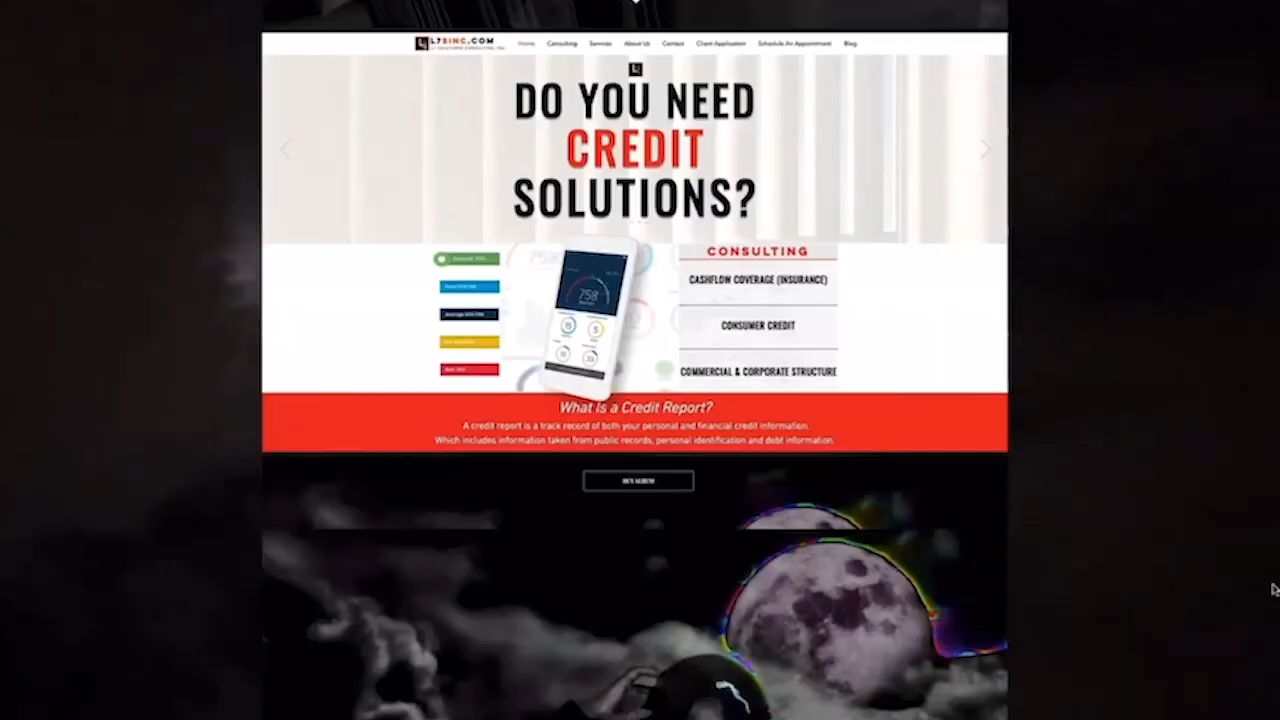 L7SINC.COM
Home Consulting Services About Us Contact Client Application Schedule An Appointment Blog
DO YOU NEED
CREDIT
SOLUTIONS?
CONSULTING
CASHFLOW COVERAGE (INSURANCE)
758
CONSUMER CREDIT
COMMERCIAL & CORPORATE STRUCTURE
What is a Credit Report?
A credit report is a track record of both your personal and financial credit information.
Which includes information taken from public records, personal identification and debt information.
BUY ALBUM